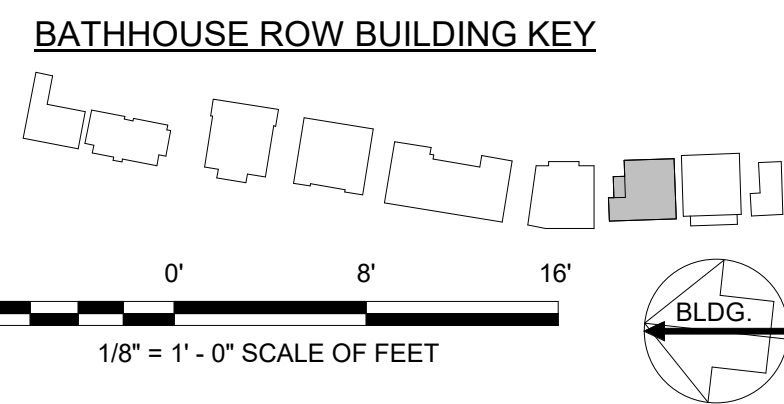 BATHHOUSE ROW BUILDING KEY
0' 8' 16'
1/8" = 1' - 0" SCALE OF FEET
BLDG.